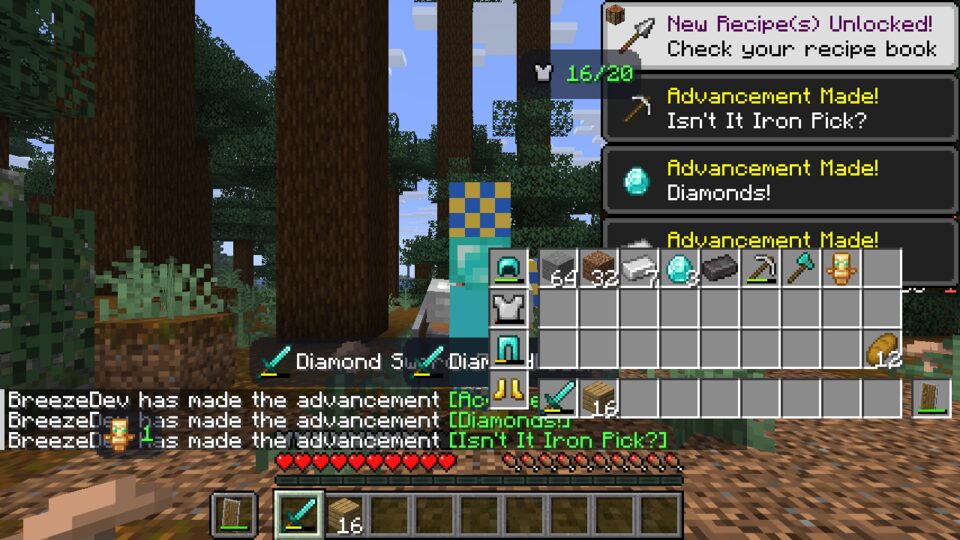 New Recipe(s) Unlocked!
Check your recipe book
16/20
Advancement Made!
Isn't It Iron Pick?
Advancement Made!
Diamonds!
Advancement Made!
64
32
7
3
12
Diamond
BreezeDev has made the advancement
BreezeDev has made the advancement [Diamonds!]
has made the advancement [Isn't It Iron Pick?]
1
16
16